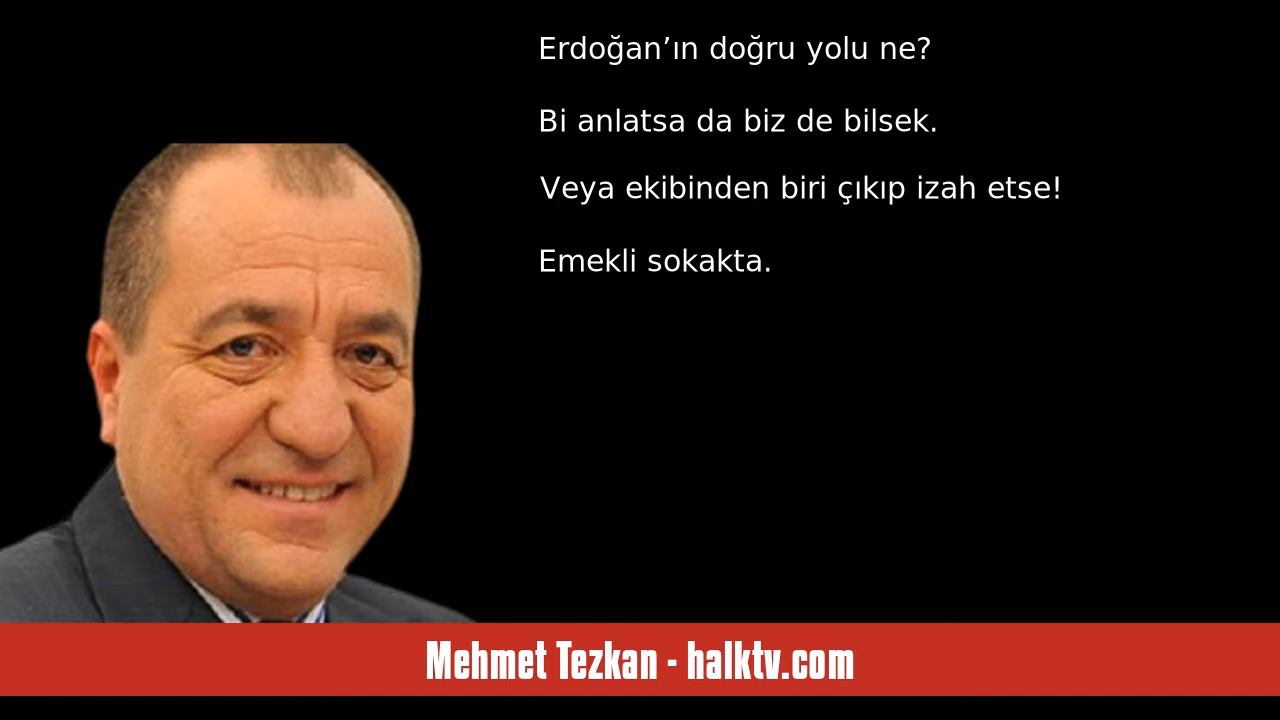 Erdoğan’ın doğru yolu ne?
Bi anlatsa da biz de bilsek.
Veya ekibinden biri çıkıp izah etse!
Emekli sokakta.
Mehmet Tezkan - halktv.com